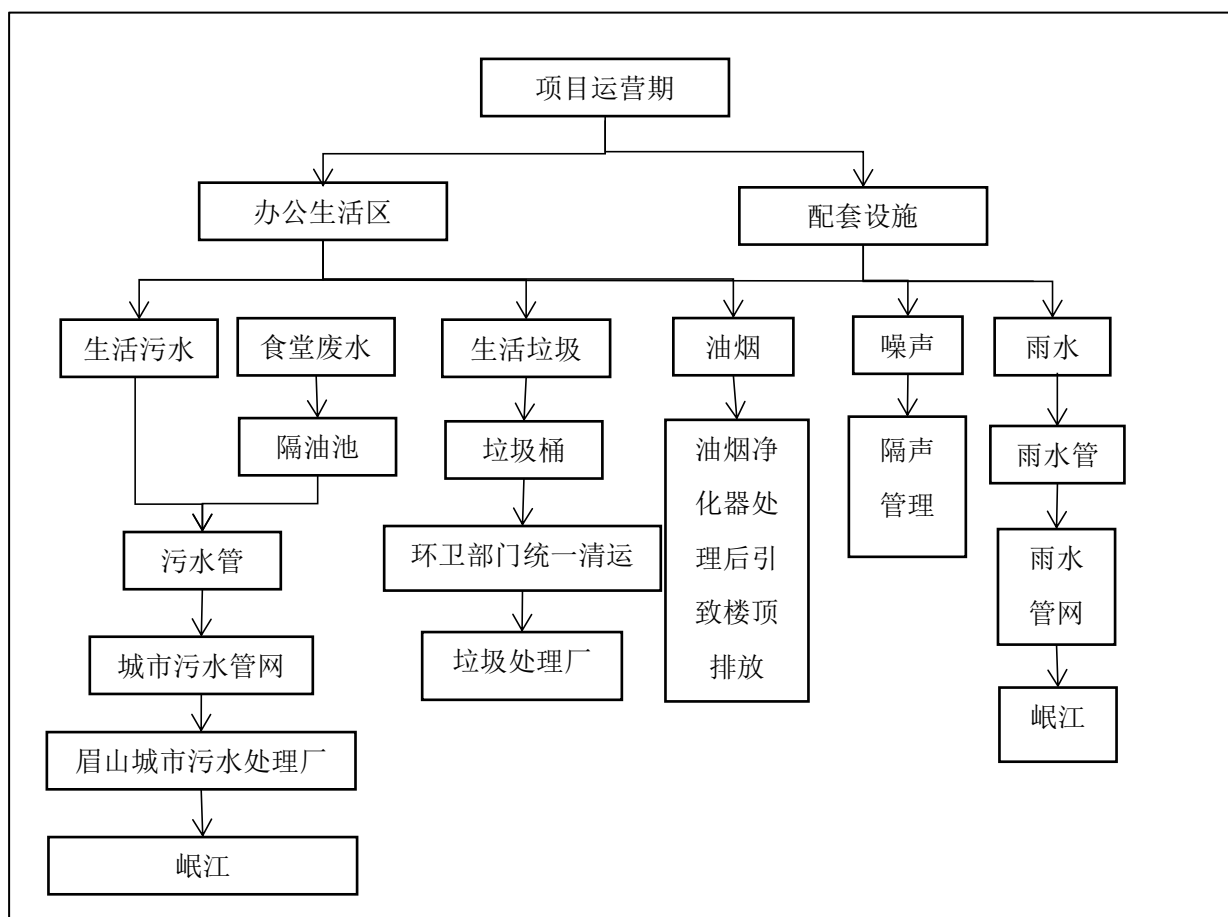 项目运营期
办公生活区
配套设施
生活污水
食堂废水
生活垃圾
油烟
噪声
雨水
隔油池
垃圾桶
油烟净
化器处
理后引
致楼顶
排放
隔声
管理
雨水管
污水管
环卫部门统一清运
雨水
管网
城市污水管网
垃圾处理厂
岷江
眉山城市污水处理厂
岷江